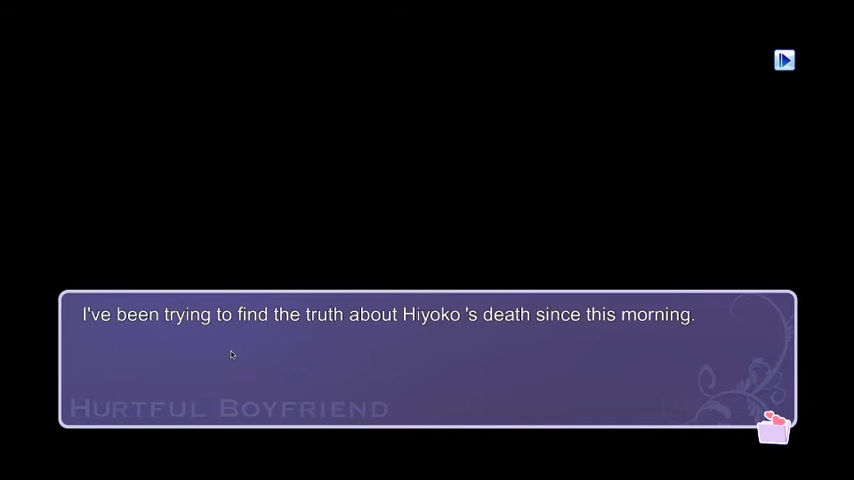 I've been trying to find the truth about Hiyoko 's death since this morning.
HURTFUL BOYFRIEND